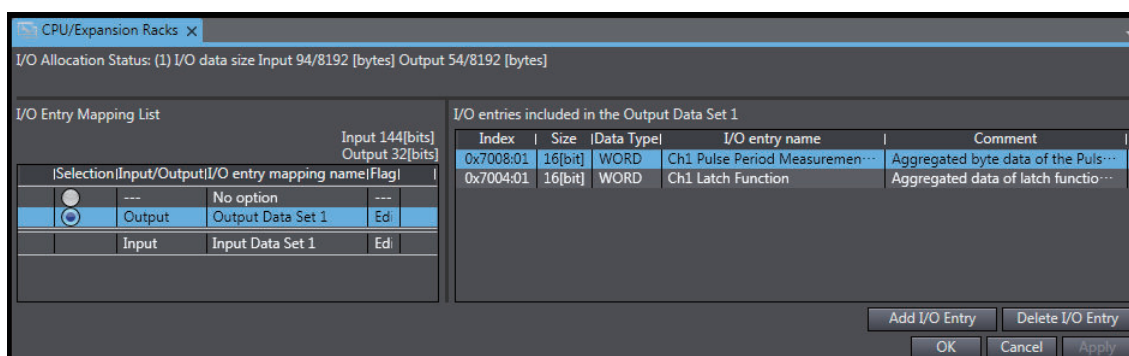 CPU/Expansion Racks ×
I/O Allocation Status: (1) I/O data size Input 94/8192 [bytes] Output 54/8192 [bytes]
I/O Entry Mapping List
Input 144[bits]
Output 32[bits]
|Selection|Input/Output|I/O entry mapping name|Flag|
--- No option ---
Output Output Data Set 1 Edi
Input Input Data Set 1 Edi
I/O entries included in the Output Data Set 1
Index | Size |Data Type| I/O entry name | Comment
0x7008:01 16[bit] WORD Ch1 Pulse Period Measuremen··· Aggregated byte data of the Puls···
0x7004:01 16[bit] WORD Ch1 Latch Function Aggregated data of latch functio···
Add I/O Entry Delete I/O Entry
OK Cancel Apply